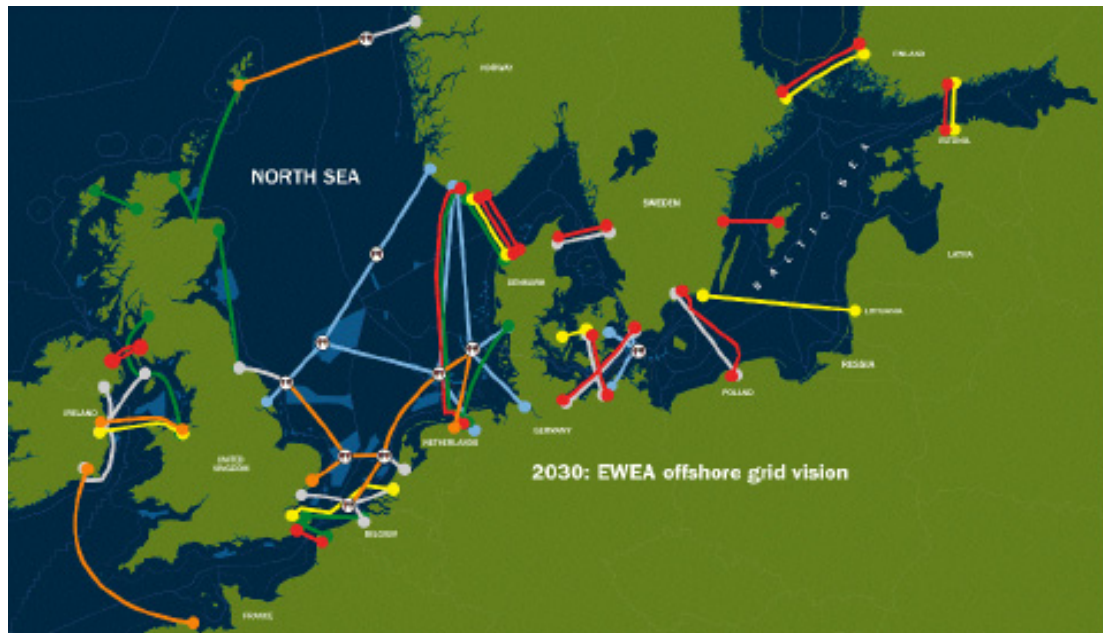 NORWAY
FINLAND
ESTONIA
NORTH SEA
SWEDEN
BALTIC SEA
LATVIA
DENMARK
LITHUANIA
RUSSIA
POLAND
IRELAND
UNITED
KINGDOM
NETHERLANDS
GERMANY
2030: EWEA offshore grid vision
BELGIUM
FRANCE